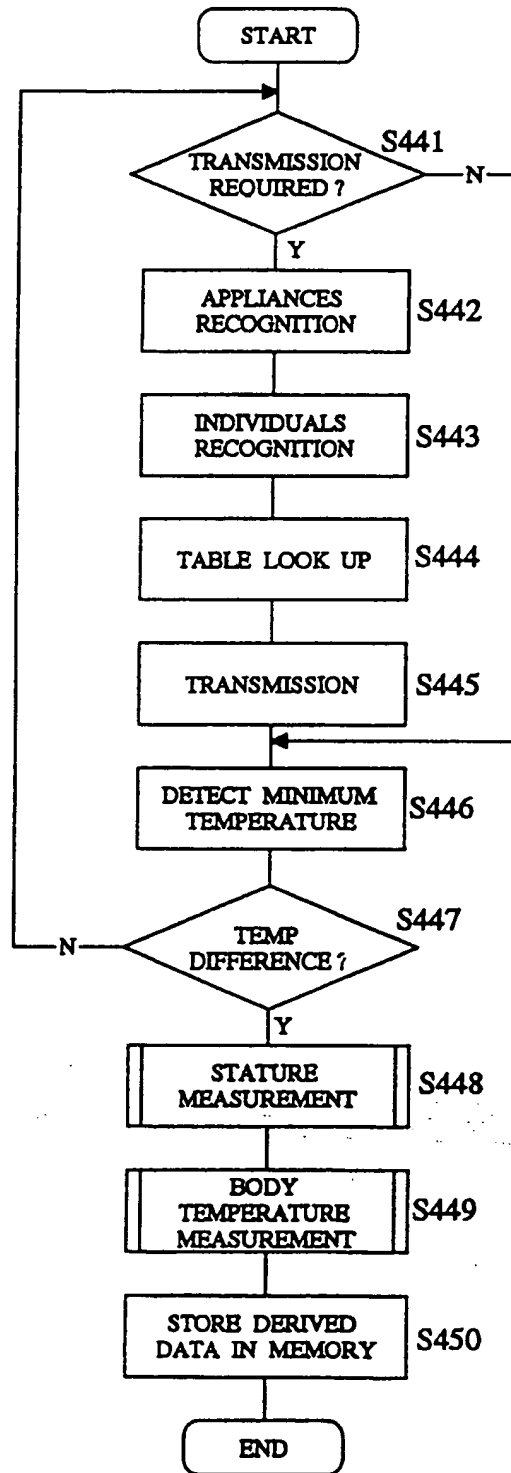 START
S441
TRANSMISSION
REQUIRED ?
N
Y
APPLIANCES
RECOGNITION
S442
INDIVIDUALS
RECOGNITION
S443
TABLE LOOK UP
S444
TRANSMISSION
S445
DETECT MINIMUM
TEMPERATURE
S446
S447
TEMP
DIFFERENCE ?
N
Y
STATURE
MEASUREMENT
S448
BODY
TEMPERATURE
MEASUREMENT
S449
STORE DERIVED
DATA IN MEMORY
S450
END